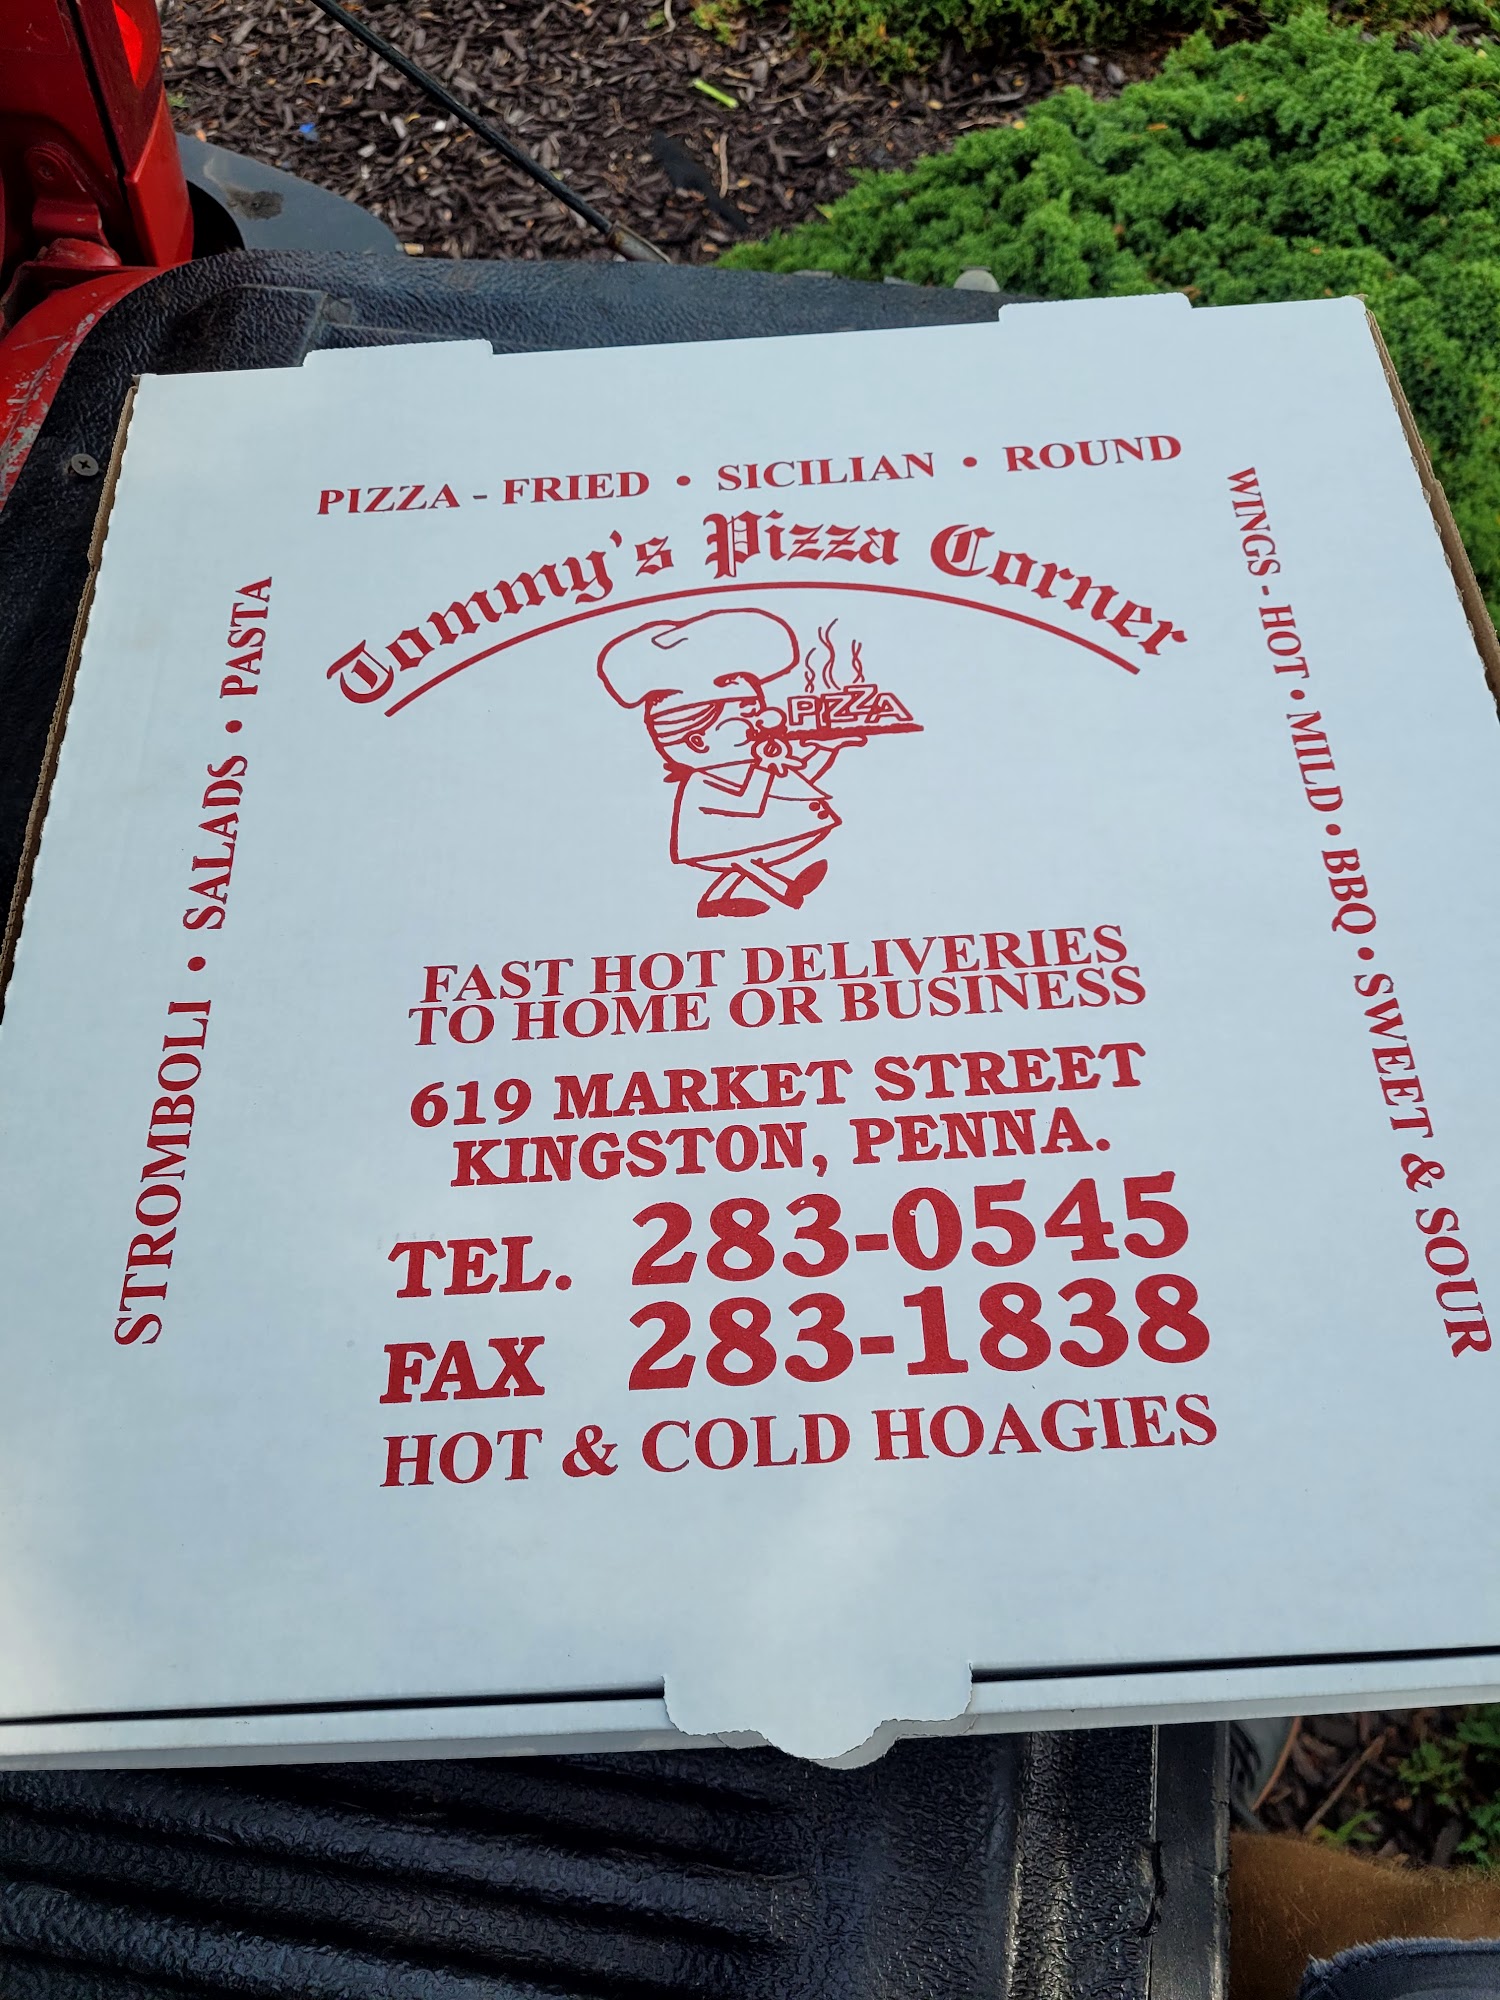 PIZZA - FRIED • SICILIAN • ROUND
Tommy's Pizza Corner
PIZZA
STROMBOLI • SALADS • PASTA
WINGS - HOT • MILD • BBQ • SWEET & SOUR
FAST HOT DELIVERIES
TO HOME OR BUSINESS
619 MARKET STREET
KINGSTON, PENNA.
TEL. 283-0545
FAX 283-1838
HOT & COLD HOAGIES